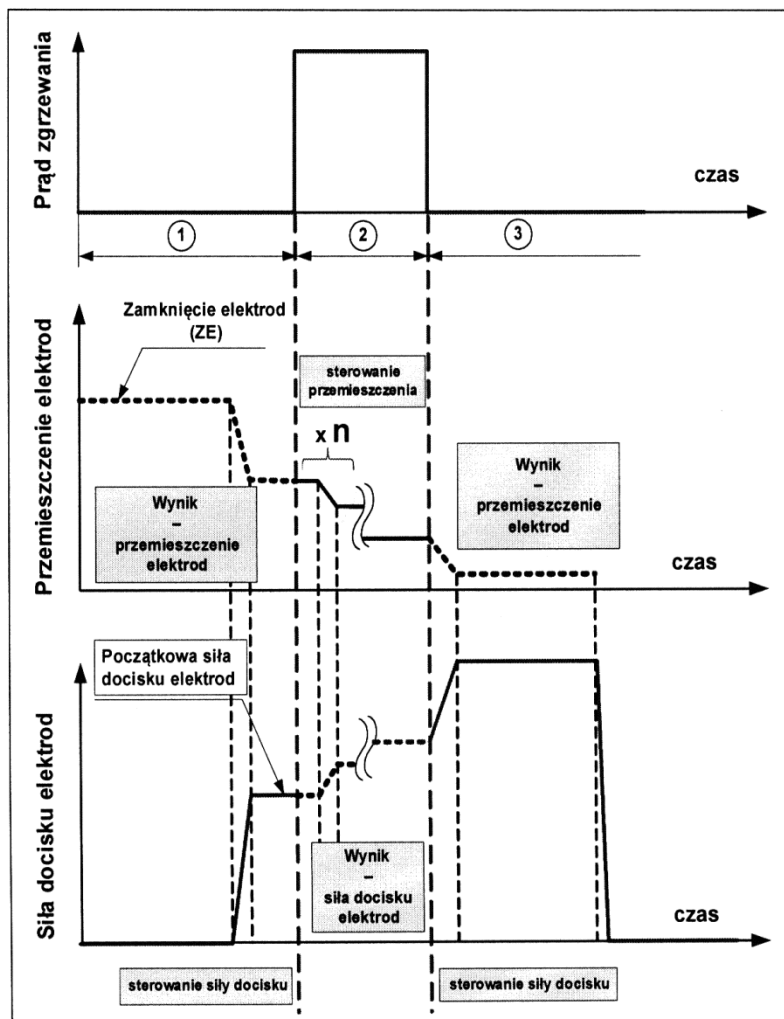 Prąd zgrzewania
czas
1
2
3
Przemieszczenie elektrod
Zamknięcie elektrod
(ZE)
sterowanie
przemieszczenia
x n
Wynik
–
przemieszczenie
elektrod
Wynik
–
przemieszczenie
elektrod
czas
Siła docisku elektrod
Początkowa siła
docisku elektrod
Wynik
–
siła docisku
elektrod
czas
sterowanie siły docisku
sterowanie siły docisku